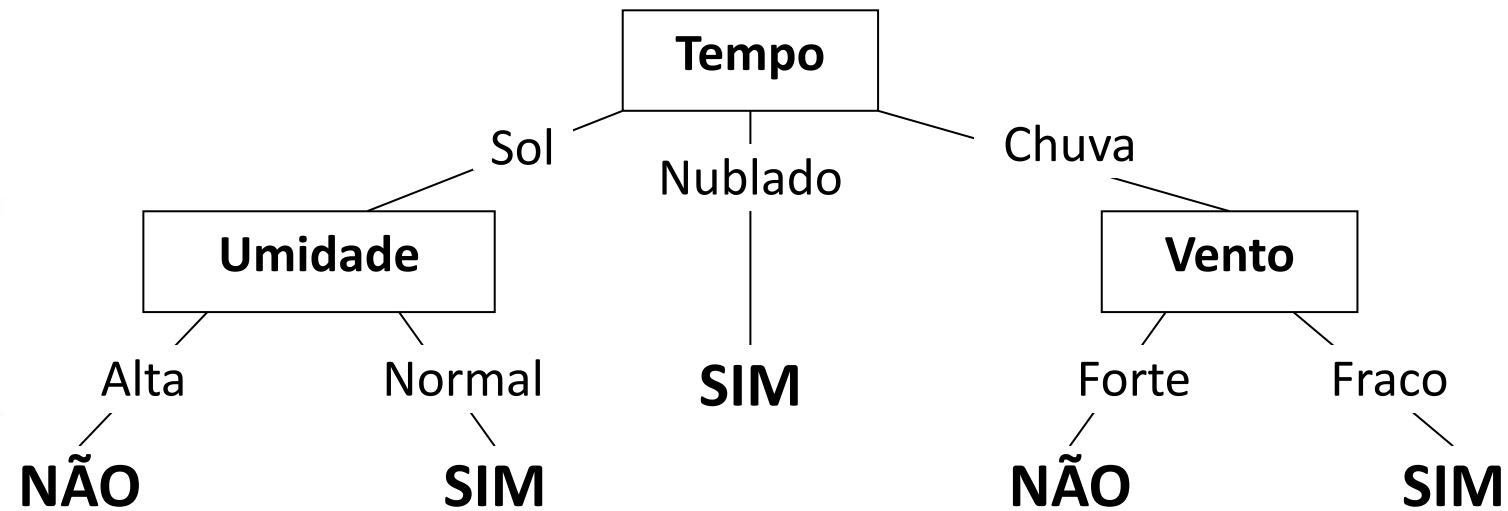 Tempo
Sol
Nublado
Chuva
Umidade
Vento
Alta
Normal
SIM
Forte
Fraco
NÃO
SIM
NÃO
SIM